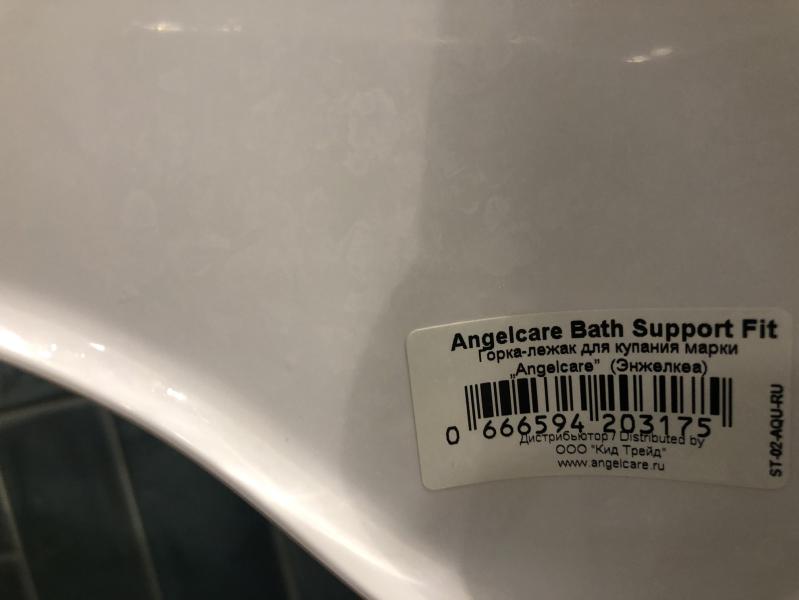 Angelcare Bath Support Fit
Горка-лежак для купания марки
„Angelcare” (Энжелкеа)
0 666594 203175
Дистрибьютор / Distributed by
ООО "Кид Трейд"
www.angelcare.ru
ST-02-AQU-RU